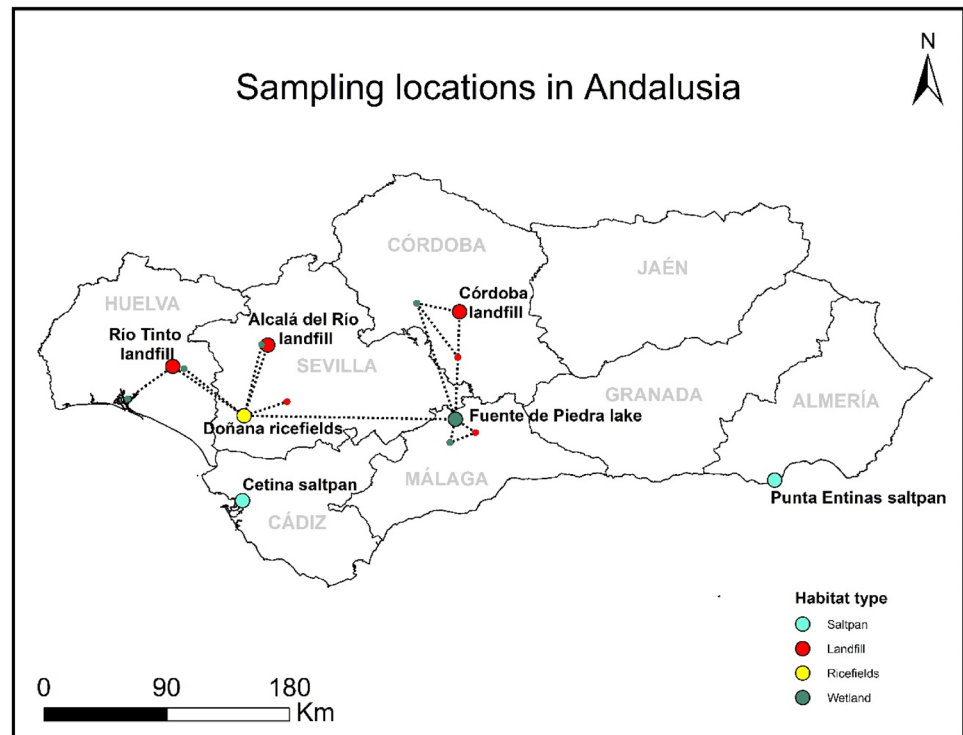 N
Sampling locations in Andalusia
CÓRDOBA
JAÉN
HUELVA
Córdoba
landfill
Alcalá del Río
landfill
Río Tinto
landfill
SEVILLA
GRANADA
ALMERÍA
Doñana ricefields
Fuente de Piedra lake
Cetina saltpan
MÁLAGA
Punta Entinas saltpan
CÁDIZ
Habitat type
Saltpan
Landfill
Ricefields
Wetland
0 90 180
Km